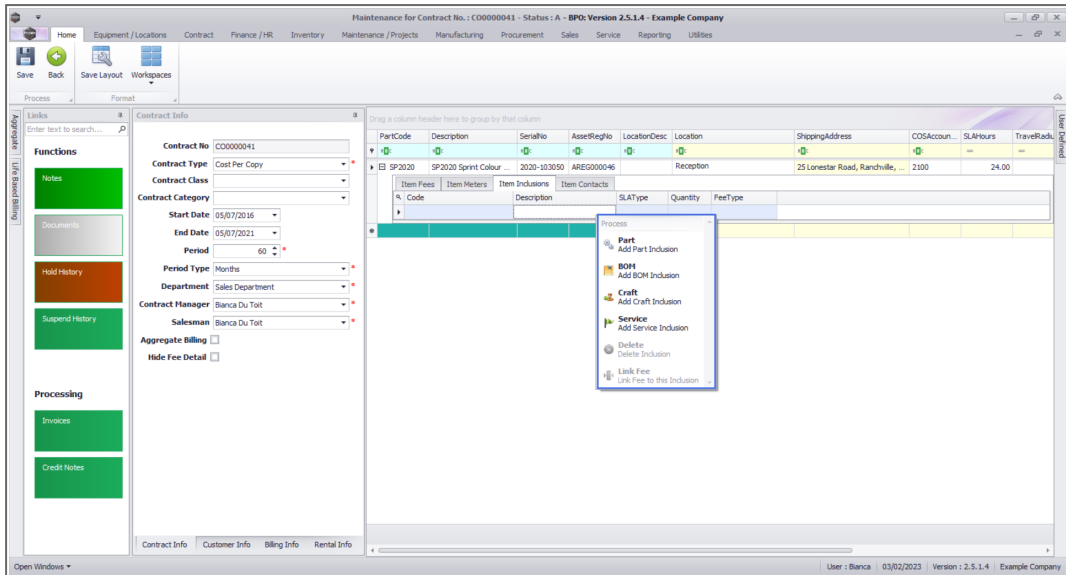 Maintenance for Contract No. : CO0000041 - Status : A - BPO: Version 2.5.1.4 - Example Company
Home Equipment / Locations Contract Finance / HR Inventory Maintenance / Projects Manufacturing Procurement Sales Service Reporting Utilities
Save Back Save Layout Workspaces
Process Format
Aggregate
Life Based Billing
Links
Enter text to search...
Functions
Notes
Documents
Hold History
Suspend History
Processing
Invoices
Credit Notes
Contract Info
Contract No CO0000041
Contract Type Cost Per Copy *
Contract Class
Contract Category
Start Date 05/07/2016
End Date 05/07/2021
Period 60 *
Period Type Months *
Department Sales Department *
Contract Manager Bianca Du Toit *
Salesman Bianca Du Toit *
Aggregate Billing
Hide Fee Detail
Contract Info Customer Info Billing Info Rental Info
Drag a column header here to group by that column
PartCode Description SerialNo AssetRegNo LocationDesc Location ShippingAddress COSAccoun... SLAHours TravelRadiu
SP2020 SP2020 Sprint Colour ... 2020-103050 AREG000046 Reception 25 Lonestar Road, Ranchville, ... 2100 24.00
Item Fees Item Meters Item Inclusions Item Contacts
Code Description SLAType Quantity FeeType
Process
Part
Add Part Inclusion
BOM
Add BOM Inclusion
Craft
Add Craft Inclusion
Service
Add Service Inclusion
Delete
Delete Inclusion
Link Fee
Link Fee to this Inclusion
User Defined
Open Windows
User : Bianca 03/02/2023 Version : 2.5.1.4 Example Company